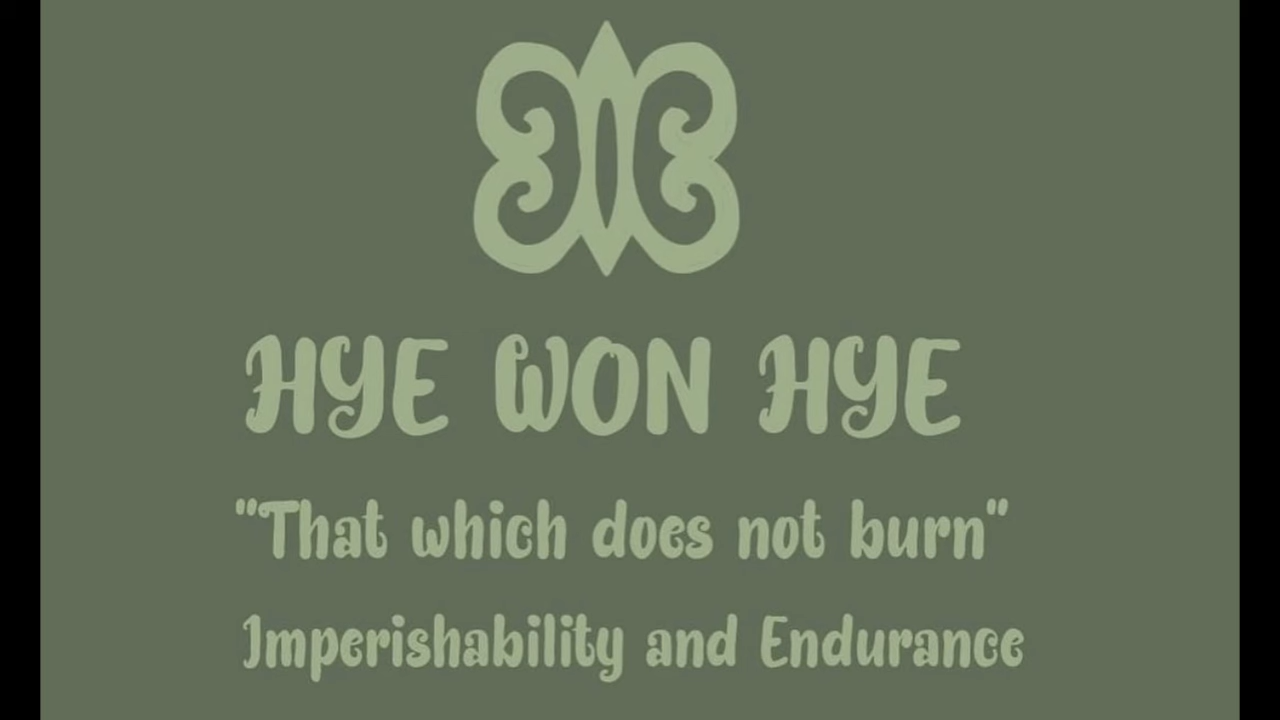 HYE WON HYE
"That which does not burn"
Imperishability and Endurance